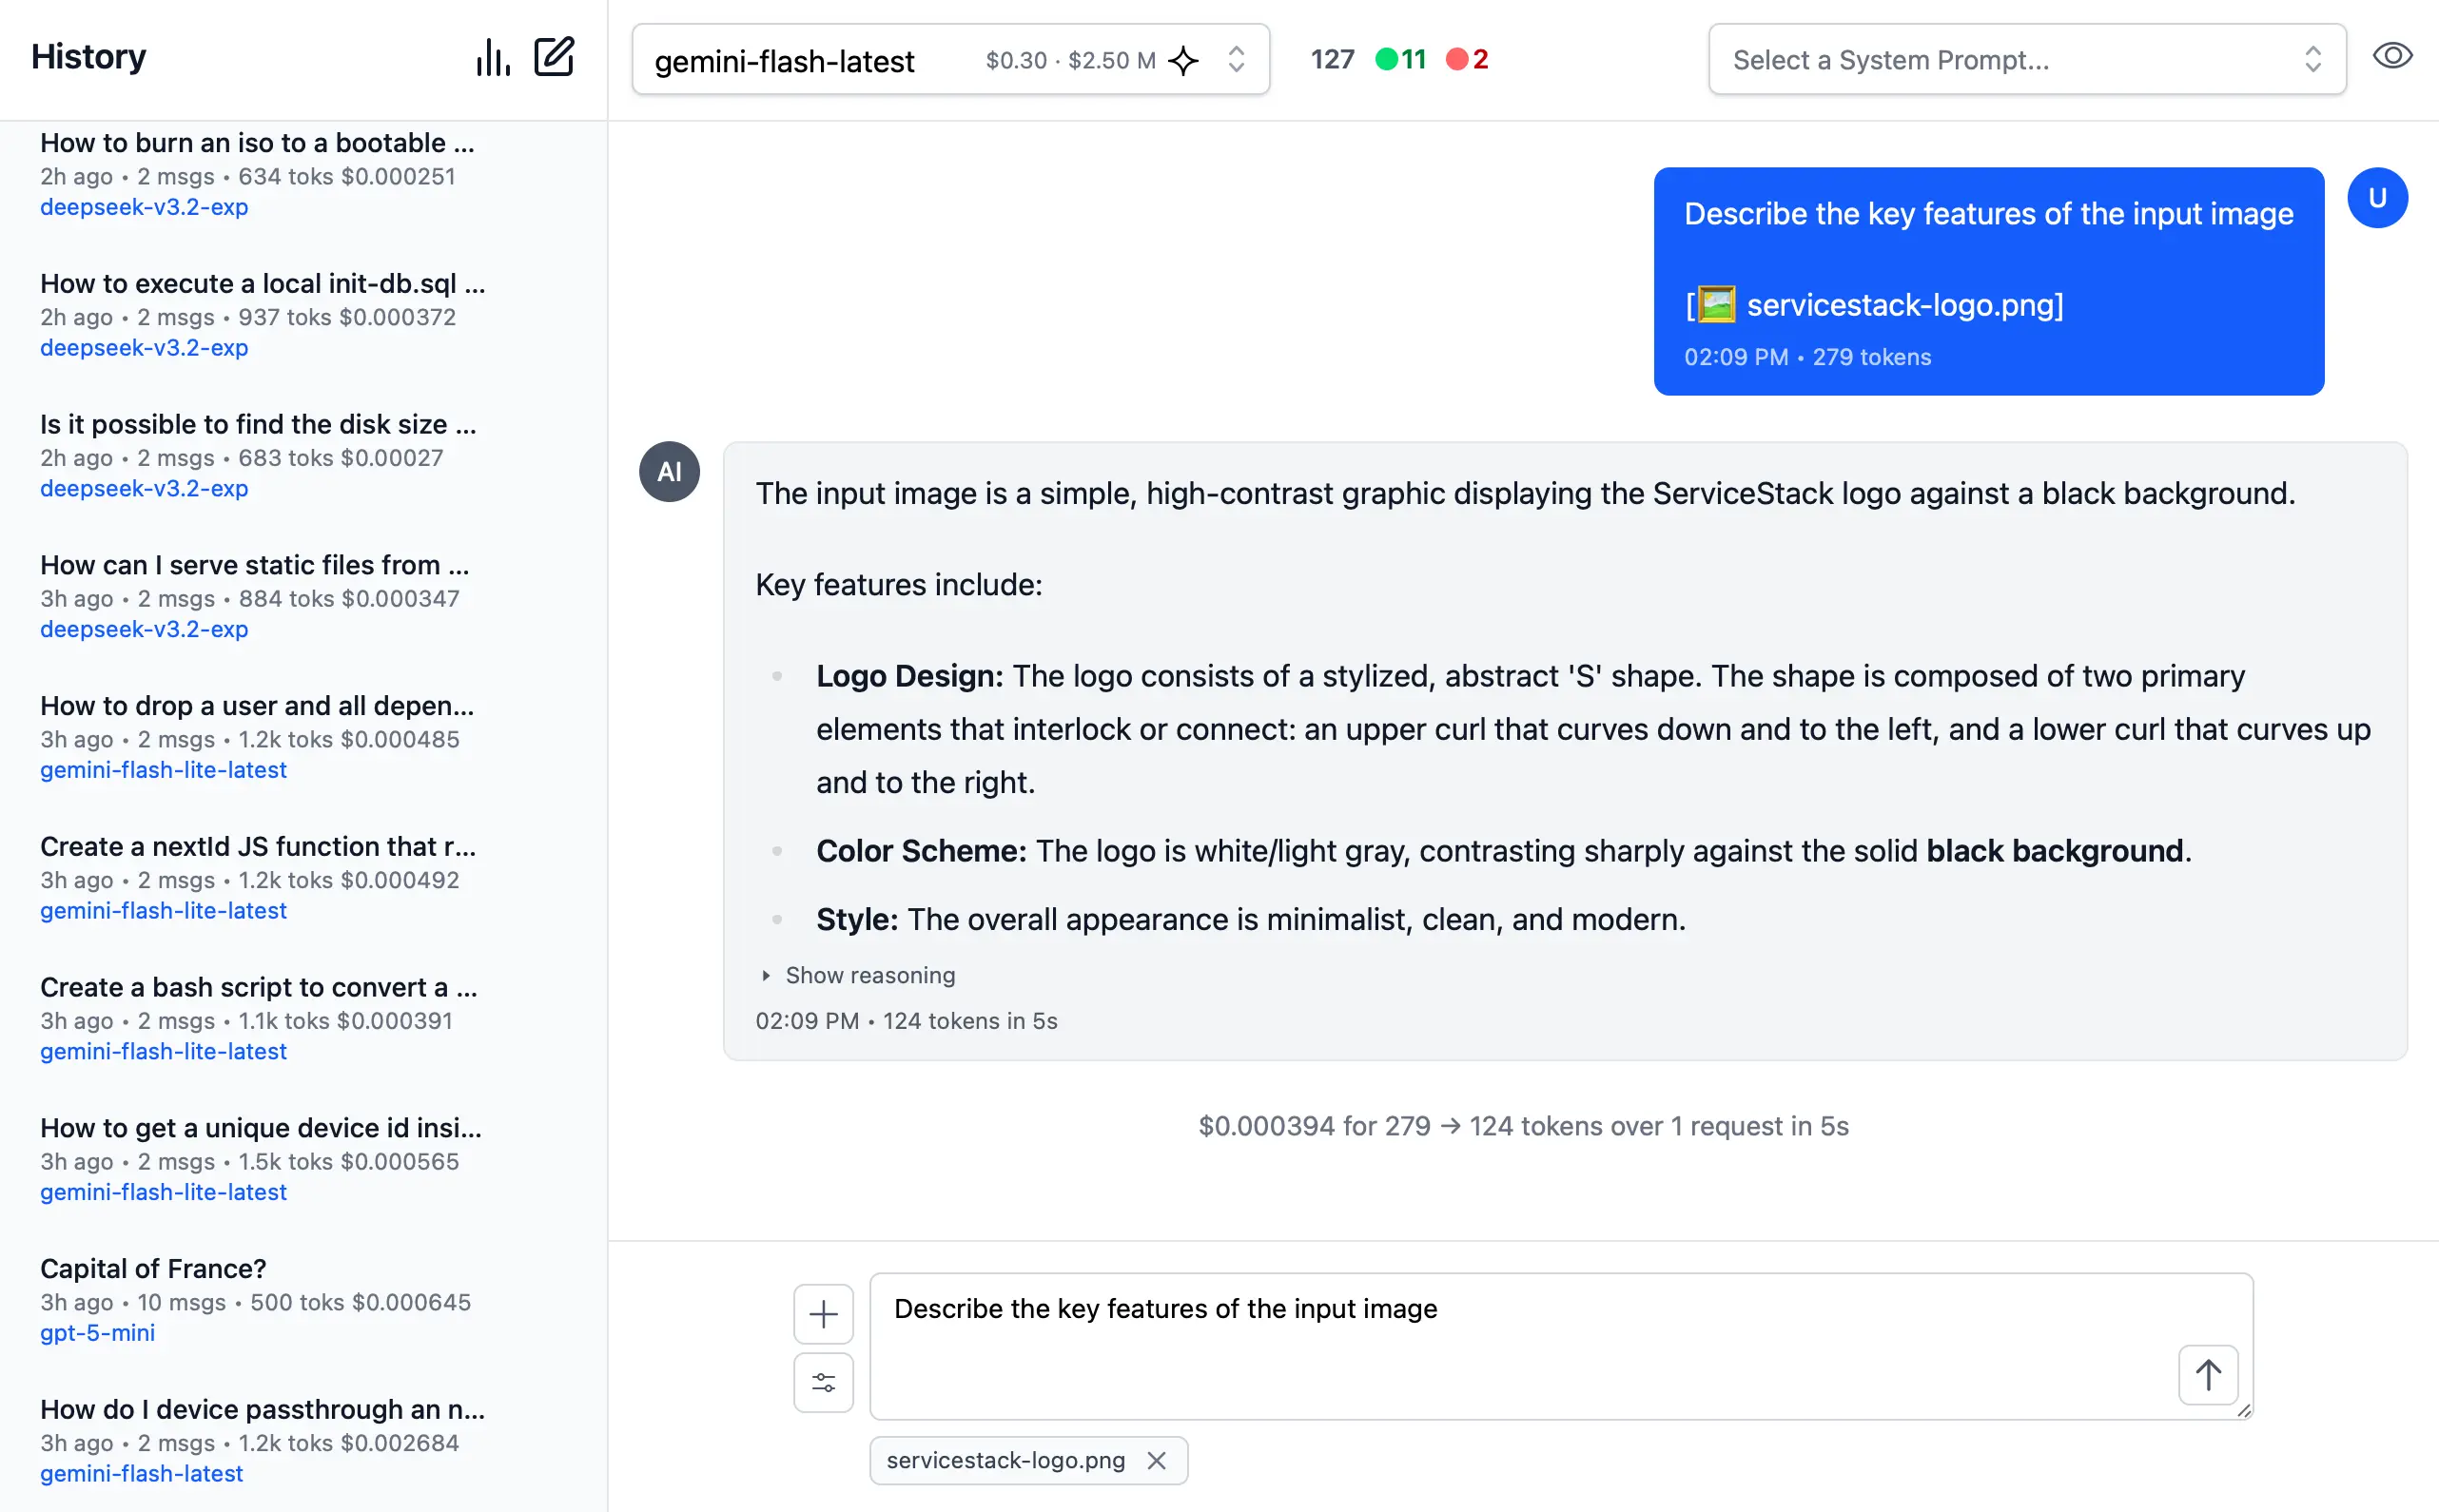 History
gemini-flash-latest $0.30 · $2.50 M
127 11 2
Select a System Prompt...
How to burn an iso to a bootable ...
2h ago • 2 msgs • 634 toks $0.000251
deepseek-v3.2-exp
How to execute a local init-db.sql ...
2h ago • 2 msgs • 937 toks $0.000372
deepseek-v3.2-exp
Is it possible to find the disk size ...
2h ago • 2 msgs • 683 toks $0.00027
deepseek-v3.2-exp
How can I serve static files from ...
3h ago • 2 msgs • 884 toks $0.000347
deepseek-v3.2-exp
How to drop a user and all depen...
3h ago • 2 msgs • 1.2k toks $0.000485
gemini-flash-lite-latest
Create a nextId JS function that r...
3h ago • 2 msgs • 1.2k toks $0.000492
gemini-flash-lite-latest
Create a bash script to convert a ...
3h ago • 2 msgs • 1.1k toks $0.000391
gemini-flash-lite-latest
How to get a unique device id insi...
3h ago • 2 msgs • 1.5k toks $0.000565
gemini-flash-lite-latest
Capital of France?
3h ago • 10 msgs • 500 toks $0.000645
gpt-5-mini
How do I device passthrough an n...
3h ago • 2 msgs • 1.2k toks $0.002684
gemini-flash-latest
Describe the key features of the input image
[🖼️ servicestack-logo.png]
02:09 PM • 279 tokens
U
AI
The input image is a simple, high-contrast graphic displaying the ServiceStack logo against a black background.
Key features include:
Logo Design: The logo consists of a stylized, abstract 'S' shape. The shape is composed of two primary
elements that interlock or connect: an upper curl that curves down and to the left, and a lower curl that curves up
and to the right.
Color Scheme: The logo is white/light gray, contrasting sharply against the solid black background.
Style: The overall appearance is minimalist, clean, and modern.
Show reasoning
02:09 PM • 124 tokens in 5s
$0.000394 for 279 → 124 tokens over 1 request in 5s
Describe the key features of the input image
servicestack-logo.png